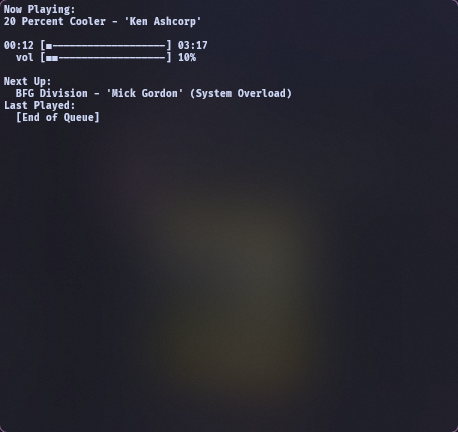 Now Playing:
20 Percent Cooler - 'Ken Ashcorp'
00:12 [■-------------------] 03:17
vol [■■------------------] 10%
Next Up:
BFG Division - 'Mick Gordon' (System Overload)
Last Played:
[End of Queue]